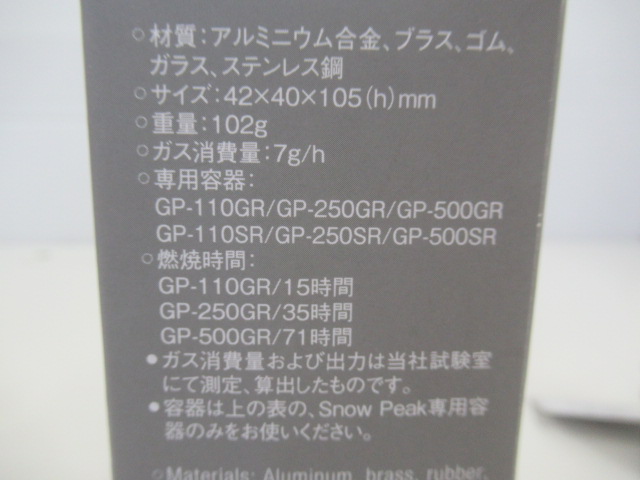 ○材質：アルミニウム合金、ブラス、ゴム、
ガラス、ステンレス鋼
○サイズ：42×40×105(h)mm
○重量：102g
○ガス消費量：7g/h
○専用容器：
GP-110GR/GP-250GR/GP-500GR
GP-110SR/GP-250SR/GP-500SR
○燃焼時間：
GP-110GR/15時間
GP-250GR/35時間
GP-500GR/71時間
●ガス消費量および出力は当社試験室
にて測定、算出したものです。
●容器は上の表の、Snow Peak専用容
器のみをお使いください。
○Materials: Aluminum, brass, rubber,